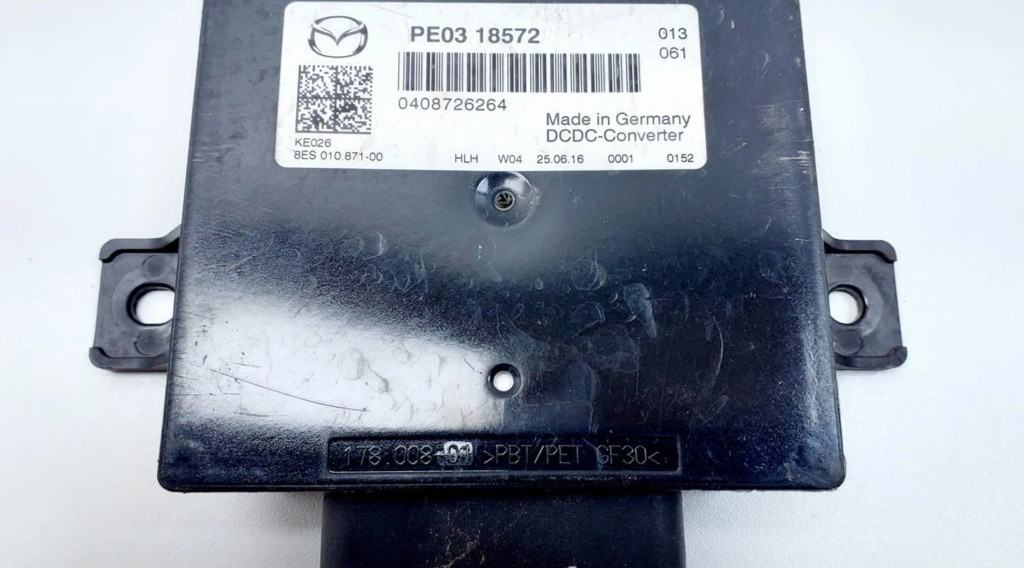 PE03 18572
013
061
0408726264
Made in Germany
DCDC-Converter
KE026
8ES 010.871-00
HLH W04 25.06.16 0001 0152
178.008-01 >PBT/PET GF30<